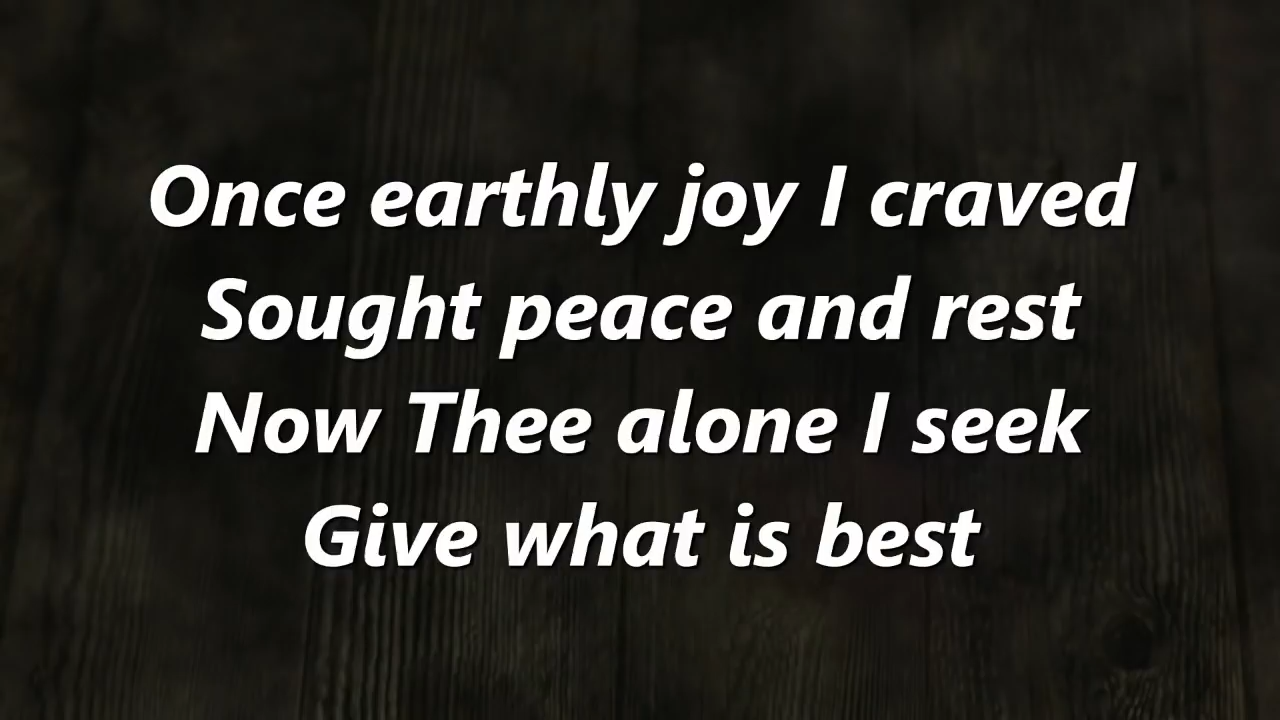 Once earthly joy I craved
Sought peace and rest
Now Thee alone I seek
Give what is best